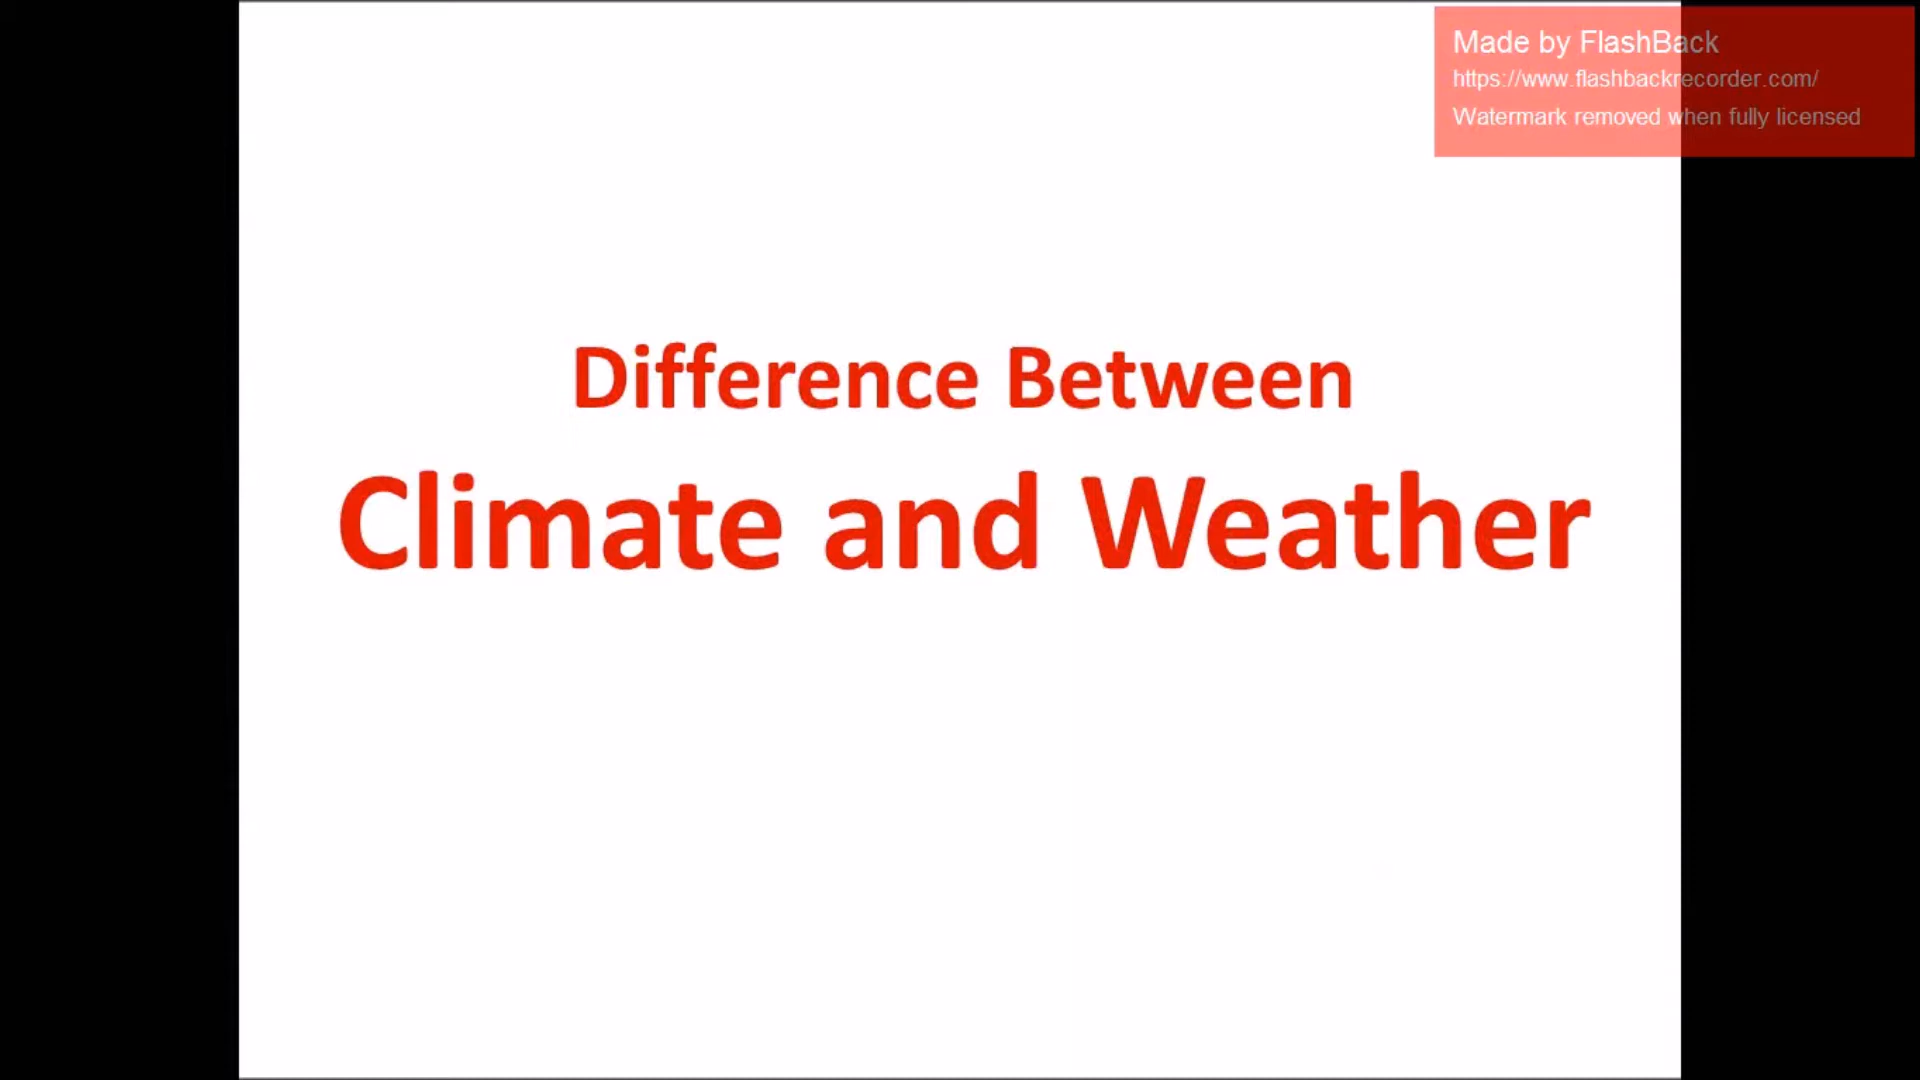 Made by FlashBack
https://www.flashbackrecorder.com/
Watermark removed when fully licensed
Difference Between
Climate and Weather